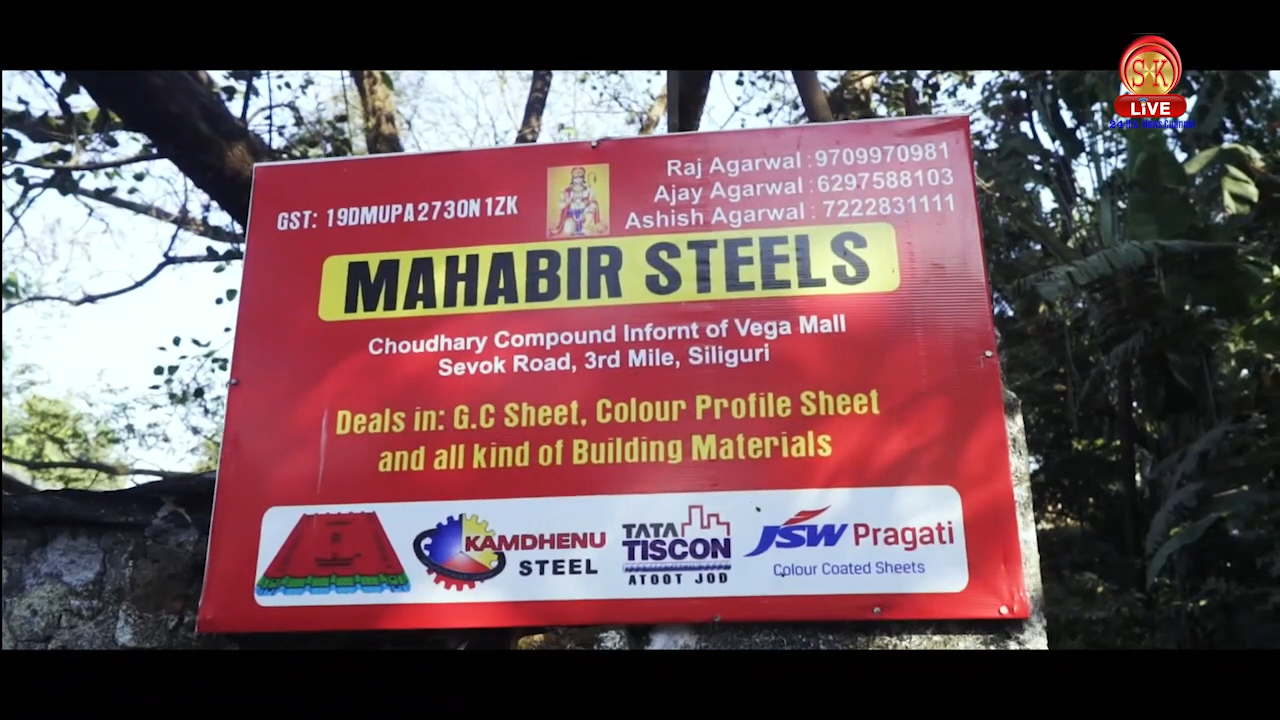 S K
LIVE
GST: 19DMUPA2730N1ZK
Raj Agarwal : 9709970981
Ajay Agarwal : 6297588103
Ashish Agarwal : 7222831111
MAHABIR STEELS
Choudhary Compound Infornt of Vega Mall
Sevok Road, 3rd Mile, Siliguri
Deals in: G.C Sheet, Colour Profile Sheet
and all kind of Building Materials
KAMDHENU
STEEL
TATA
TISCON
ATOOT JOD
JSW Pragati
Colour Coated Sheets